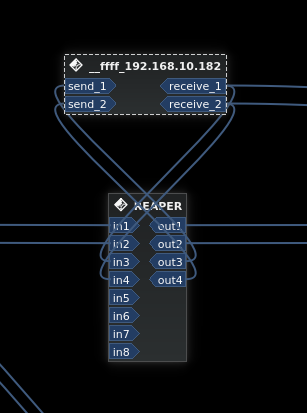 __ffff_192.168.10.182
send_1 receive_1
send_2 receive_2
REAPER
in1 out1
in2 out2
in3 out3
in4 out4
in5
in6
in7
in8